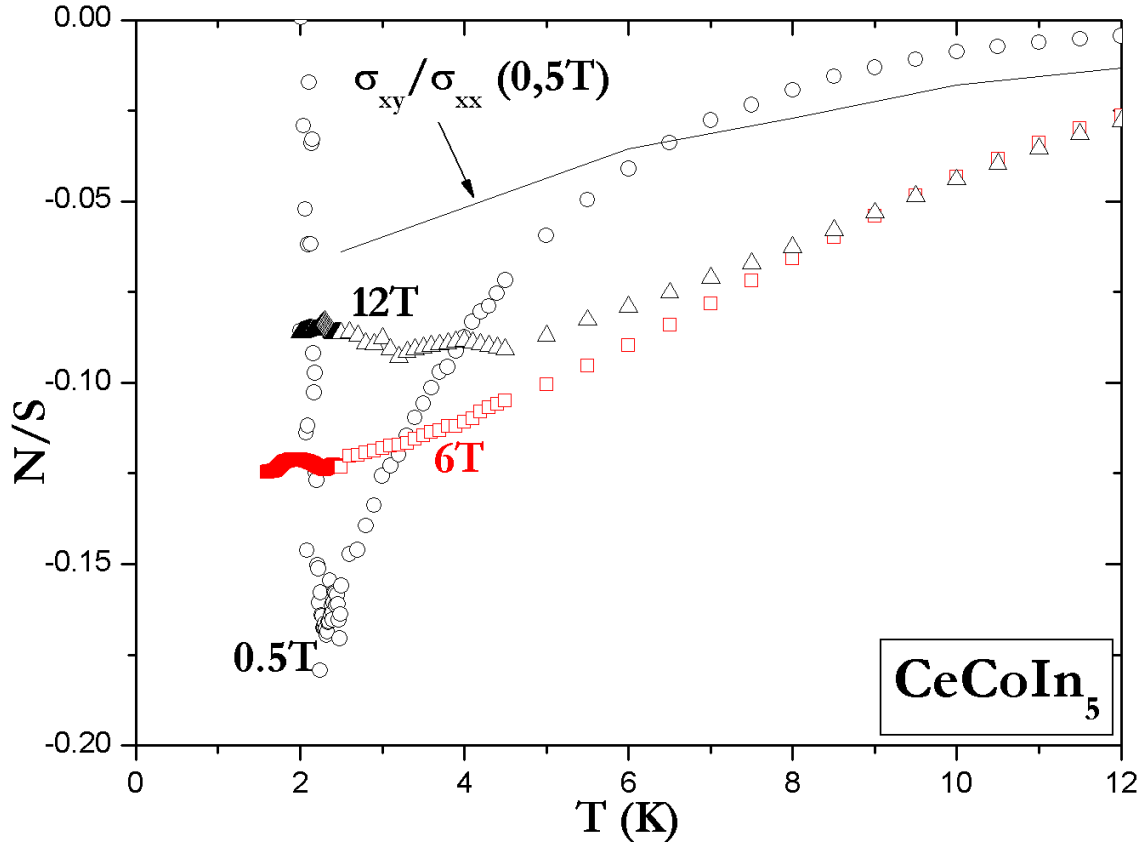 0.00
-0.05
-0.10
-0.15
-0.20
N/S
σxy/σxx (0,5T)
12T
6T
0.5T
CeCoIn5
0 2 4 6 8 10 12
T (K)